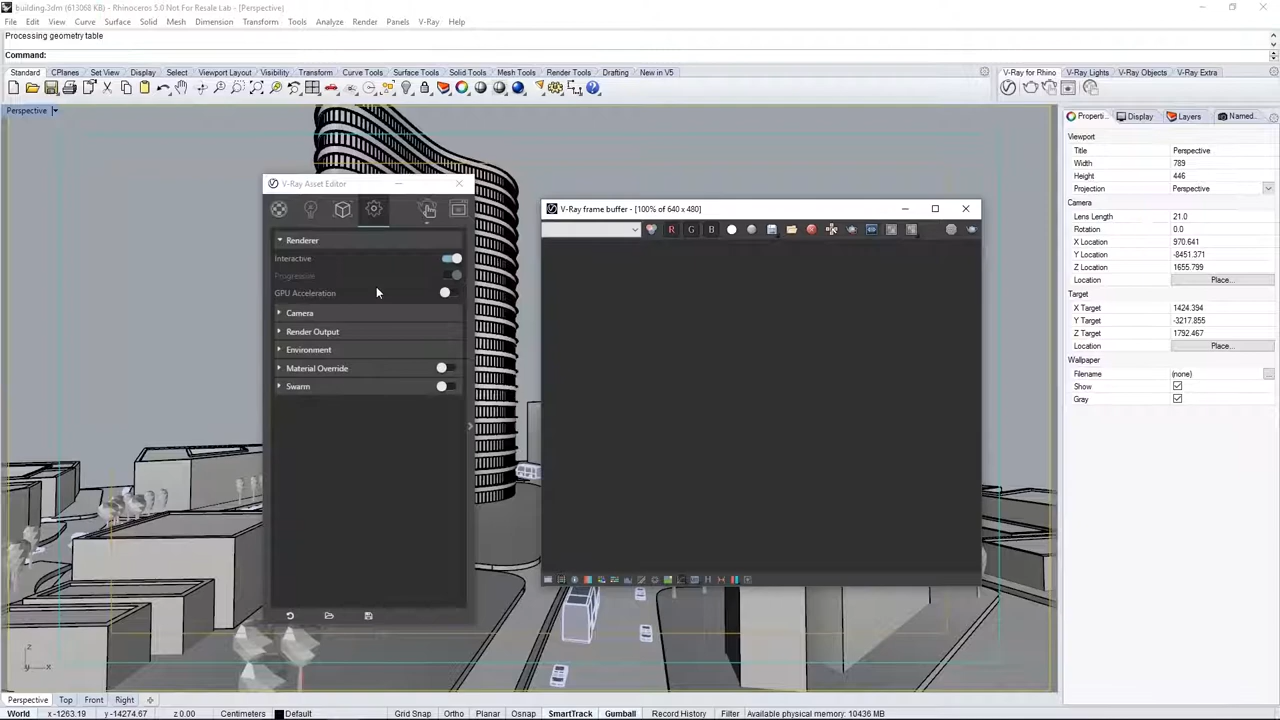 building.3dm (613068 KB) - Rhinoceros 5.0 Not For Resale Lab - [Perspective]
File Edit View Curve Surface Solid Mesh Dimension Transform Tools Analyze Render Panels V-Ray Help
Processing geometry table
Command:
Standard CPlanes Set View Display Select Viewport Layout Visibility Transform Curve Tools Surface Tools Solid Tools Mesh Tools Render Tools Drafting New in V5
V-Ray for Rhino V-Ray Lights V-Ray Objects V-Ray Extra
Perspective
Properti... Display Layers Named...
Viewport
Title Perspective
Width 789
Height 446
Projection Perspective
Camera
Lens Length 21.0
Rotation 0.0
X Location 970.641
Y Location -8451.371
Z Location 1655.799
Location Place...
Target
X Target 1424.394
Y Target -3217.855
Z Target 1792.467
Location Place...
Wallpaper
Filename (none) ...
Show
Gray
V-Ray Asset Editor
Renderer
Interactive
Progressive
GPU Acceleration
Camera
Render Output
Environment
Material Override
Swarm
V-Ray frame buffer - [100% of 640 x 480]
R G B
H
z
y x
Perspective Top Front Right
World x -1263.19 y -14274.67 z 0.00 Centimeters Default Grid Snap Ortho Planar Osnap SmartTrack Gumball Record History Filter Available physical memory: 10436 MB